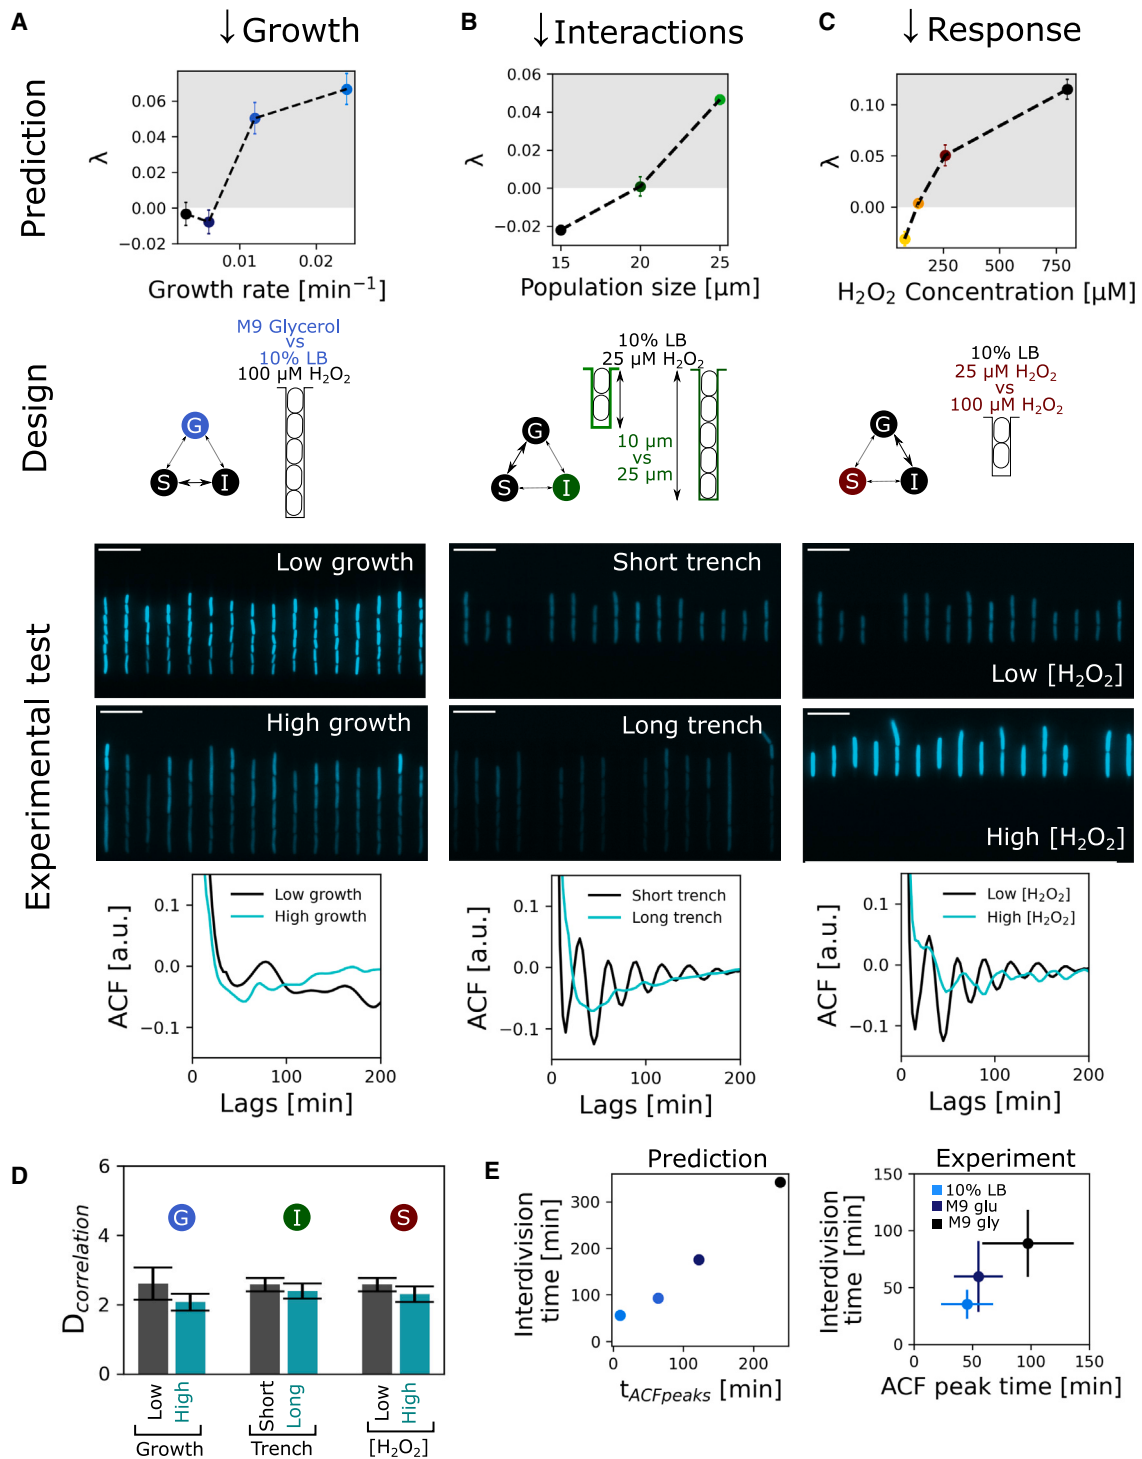 A
↓ Growth
B
↓ Interactions
C
↓ Response
Prediction
0.06
0.04
0.02
0.00
−0.02
λ
0.01
0.02
Growth rate [min⁻¹]
0.06
0.04
0.02
0.00
−0.02
λ
15
20
25
Population size [µm]
0.10
0.05
0.00
λ
250
500
750
H₂O₂ Concentration [µM]
Design
M9 Glycerol
vs
10% LB
100 µM H₂O₂
G
S
I
10% LB
25 µM H₂O₂
10 µm
vs
25 µm
G
S
I
10% LB
25 µM H₂O₂
vs
100 µM H₂O₂
G
S
I
Experimental test
Low growth
Short trench
Low [H₂O₂]
High growth
Long trench
High [H₂O₂]
Low growth
High growth
0.1
0.0
−0.1
ACF [a.u.]
0
100
200
Lags [min]
Short trench
Long trench
0.1
0.0
−0.1
ACF [a.u.]
0
100
200
Lags [min]
Low [H₂O₂]
High [H₂O₂]
0.1
0.0
−0.1
ACF [a.u.]
0
100
200
Lags [min]
D
6
4
2
0
Dcorrelation
G
I
S
Low
High
Short
Long
Low
High
Growth
Trench
[H₂O₂]
E
Prediction
300
200
100
0
Interdivision
time [min]
0
100
200
tACFpeaks [min]
Experiment
10% LB
M9 glu
M9 gly
150
100
50
0
Interdivision
time [min]
0
50
100
150
ACF peak time [min]